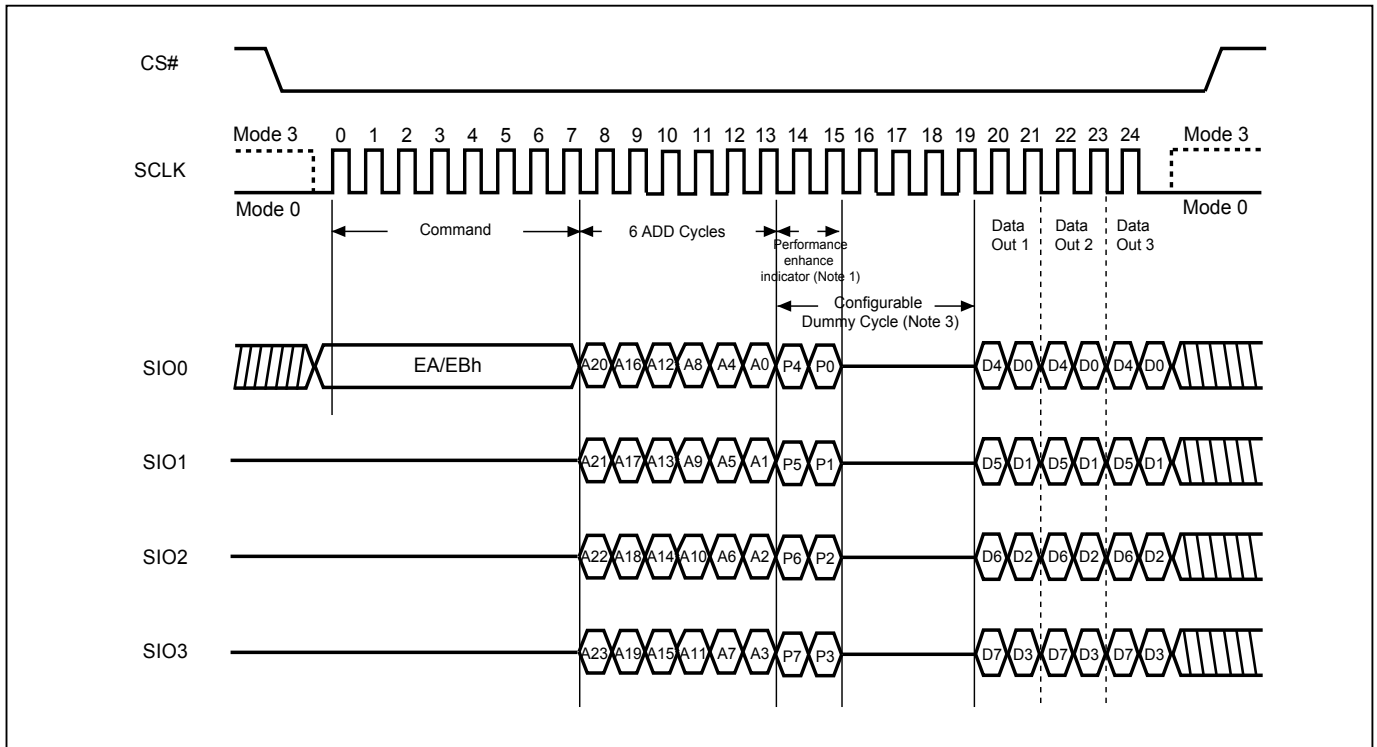 CS#
Mode 3 0 1 2 3 4 5 6 7 8 9 10 11 12 13 14 15 16 17 18 19 20 21 22 23 24 Mode 3
SCLK
Mode 0 Mode 0
Command 6 ADD Cycles Performance enhance indicator (Note 1) Data Out 1 Data Out 2 Data Out 3
Configurable
Dummy Cycle (Note 3)
SIO0 EA/EBh A20 A16 A12 A8 A4 A0 P4 P0 D4 D0 D4 D0 D4 D0
SIO1 A21 A17 A13 A9 A5 A1 P5 P1 D5 D1 D5 D1 D5 D1
SIO2 A22 A18 A14 A10 A6 A2 P6 P2 D6 D2 D6 D2 D6 D2
SIO3 A23 A19 A15 A11 A7 A3 P7 P3 D7 D3 D7 D3 D7 D3